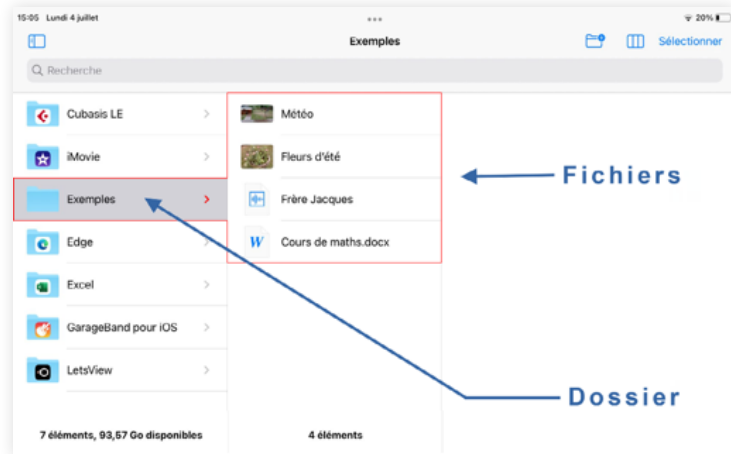 15:05 Lundi 4 juillet
20%
Exemples
Sélectionner
Recherche
Cubasis LE
iMovie
Exemples
Edge
Excel
GarageBand pour iOS
LetsView
7 éléments, 93,57 Go disponibles
Météo
Fleurs d'été
Frère Jacques
W Cours de maths.docx
4 éléments
Fichiers
Dossier